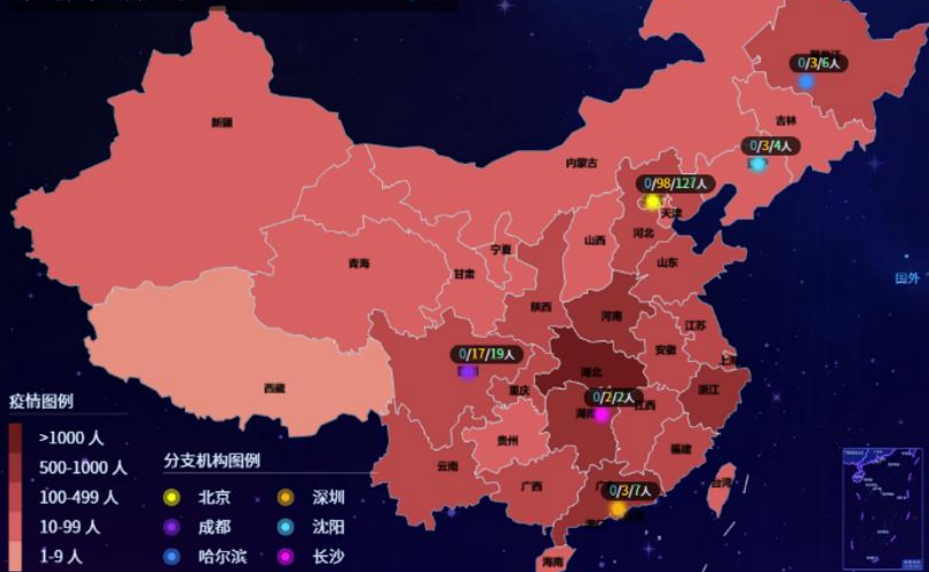 0/3/6人
新疆
吉林
0/3/4人
内蒙古
0/98/127人
天津
山西
河北
宁夏
青海
甘肃
山东
国外
陕西
河南
江苏
安徽
0/17/19人
上海
湖北
西藏
重庆
浙江
0/2/2人
湖南
江西
贵州
福建
云南
广西
台湾
0/3/7人
海南
疫情图例
>1000 人
500-1000 人
100-499 人
10-99 人
1-9 人
分支机构图例
北京
深圳
成都
沈阳
哈尔滨
长沙